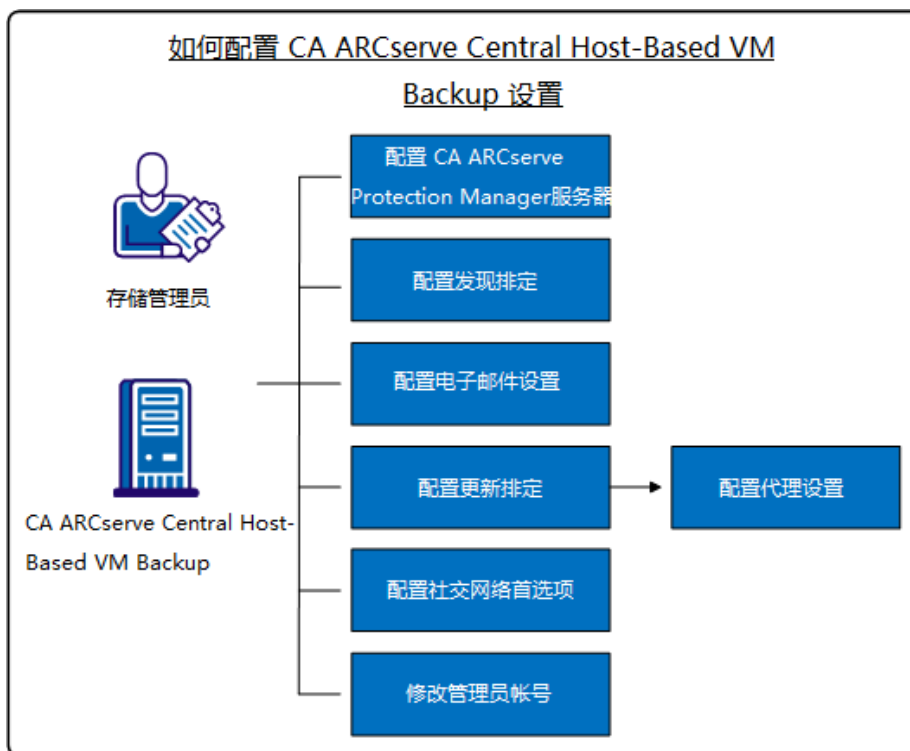 如何配置 CA ARCserve Central Host-Based VM
Backup 设置
配置 CA ARCserve
Protection Manager服务器
配置发现排定
存储管理员
配置电子邮件设置
配置更新排定
配置代理设置
CA ARCserve Central Host-
Based VM Backup
配置社交网络首选项
修改管理员帐号